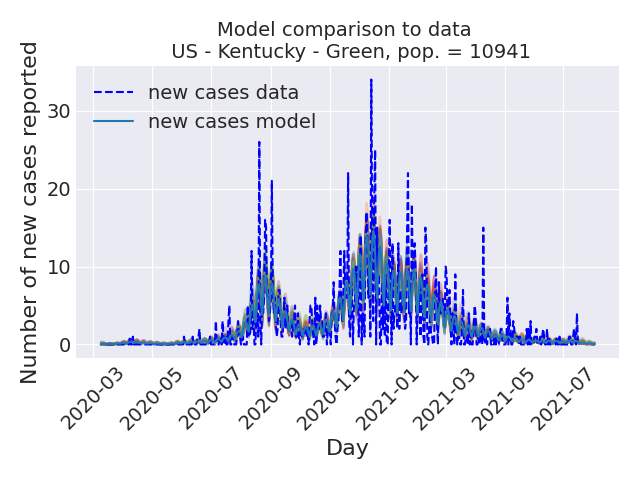 Model comparison to data
US - Kentucky - Green, pop. = 10941
Number of new cases reported
30
20
10
0
new cases data
new cases model
2020-03
2020-05
2020-07
2020-09
2020-11
2021-01
2021-03
2021-05
2021-07
Day